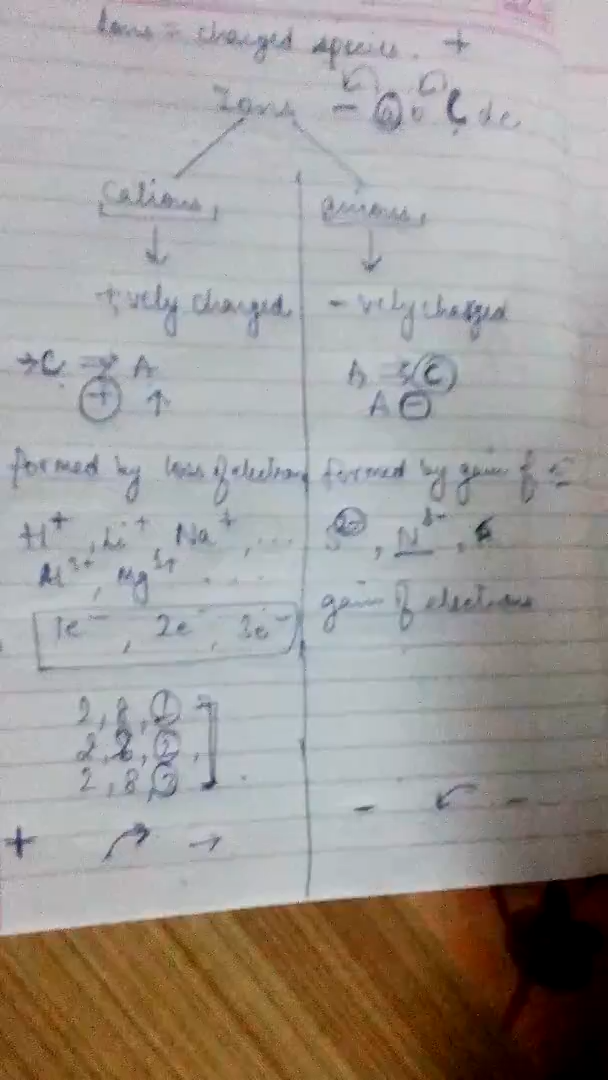 Ions = charged species. +
Ions -
cations, anions,
+vely charged - vely charged
→ C → A
+ ↑
A → C
A -
formed by loss of electron formed by gain of e-
H+, Li+, Na+, ...
Al3+, Mg2+ ....
1e-, 2e-, 3e-
gain of electrons
2, 8, 1
2, 8, 2
2, 8, 3
+ → - -